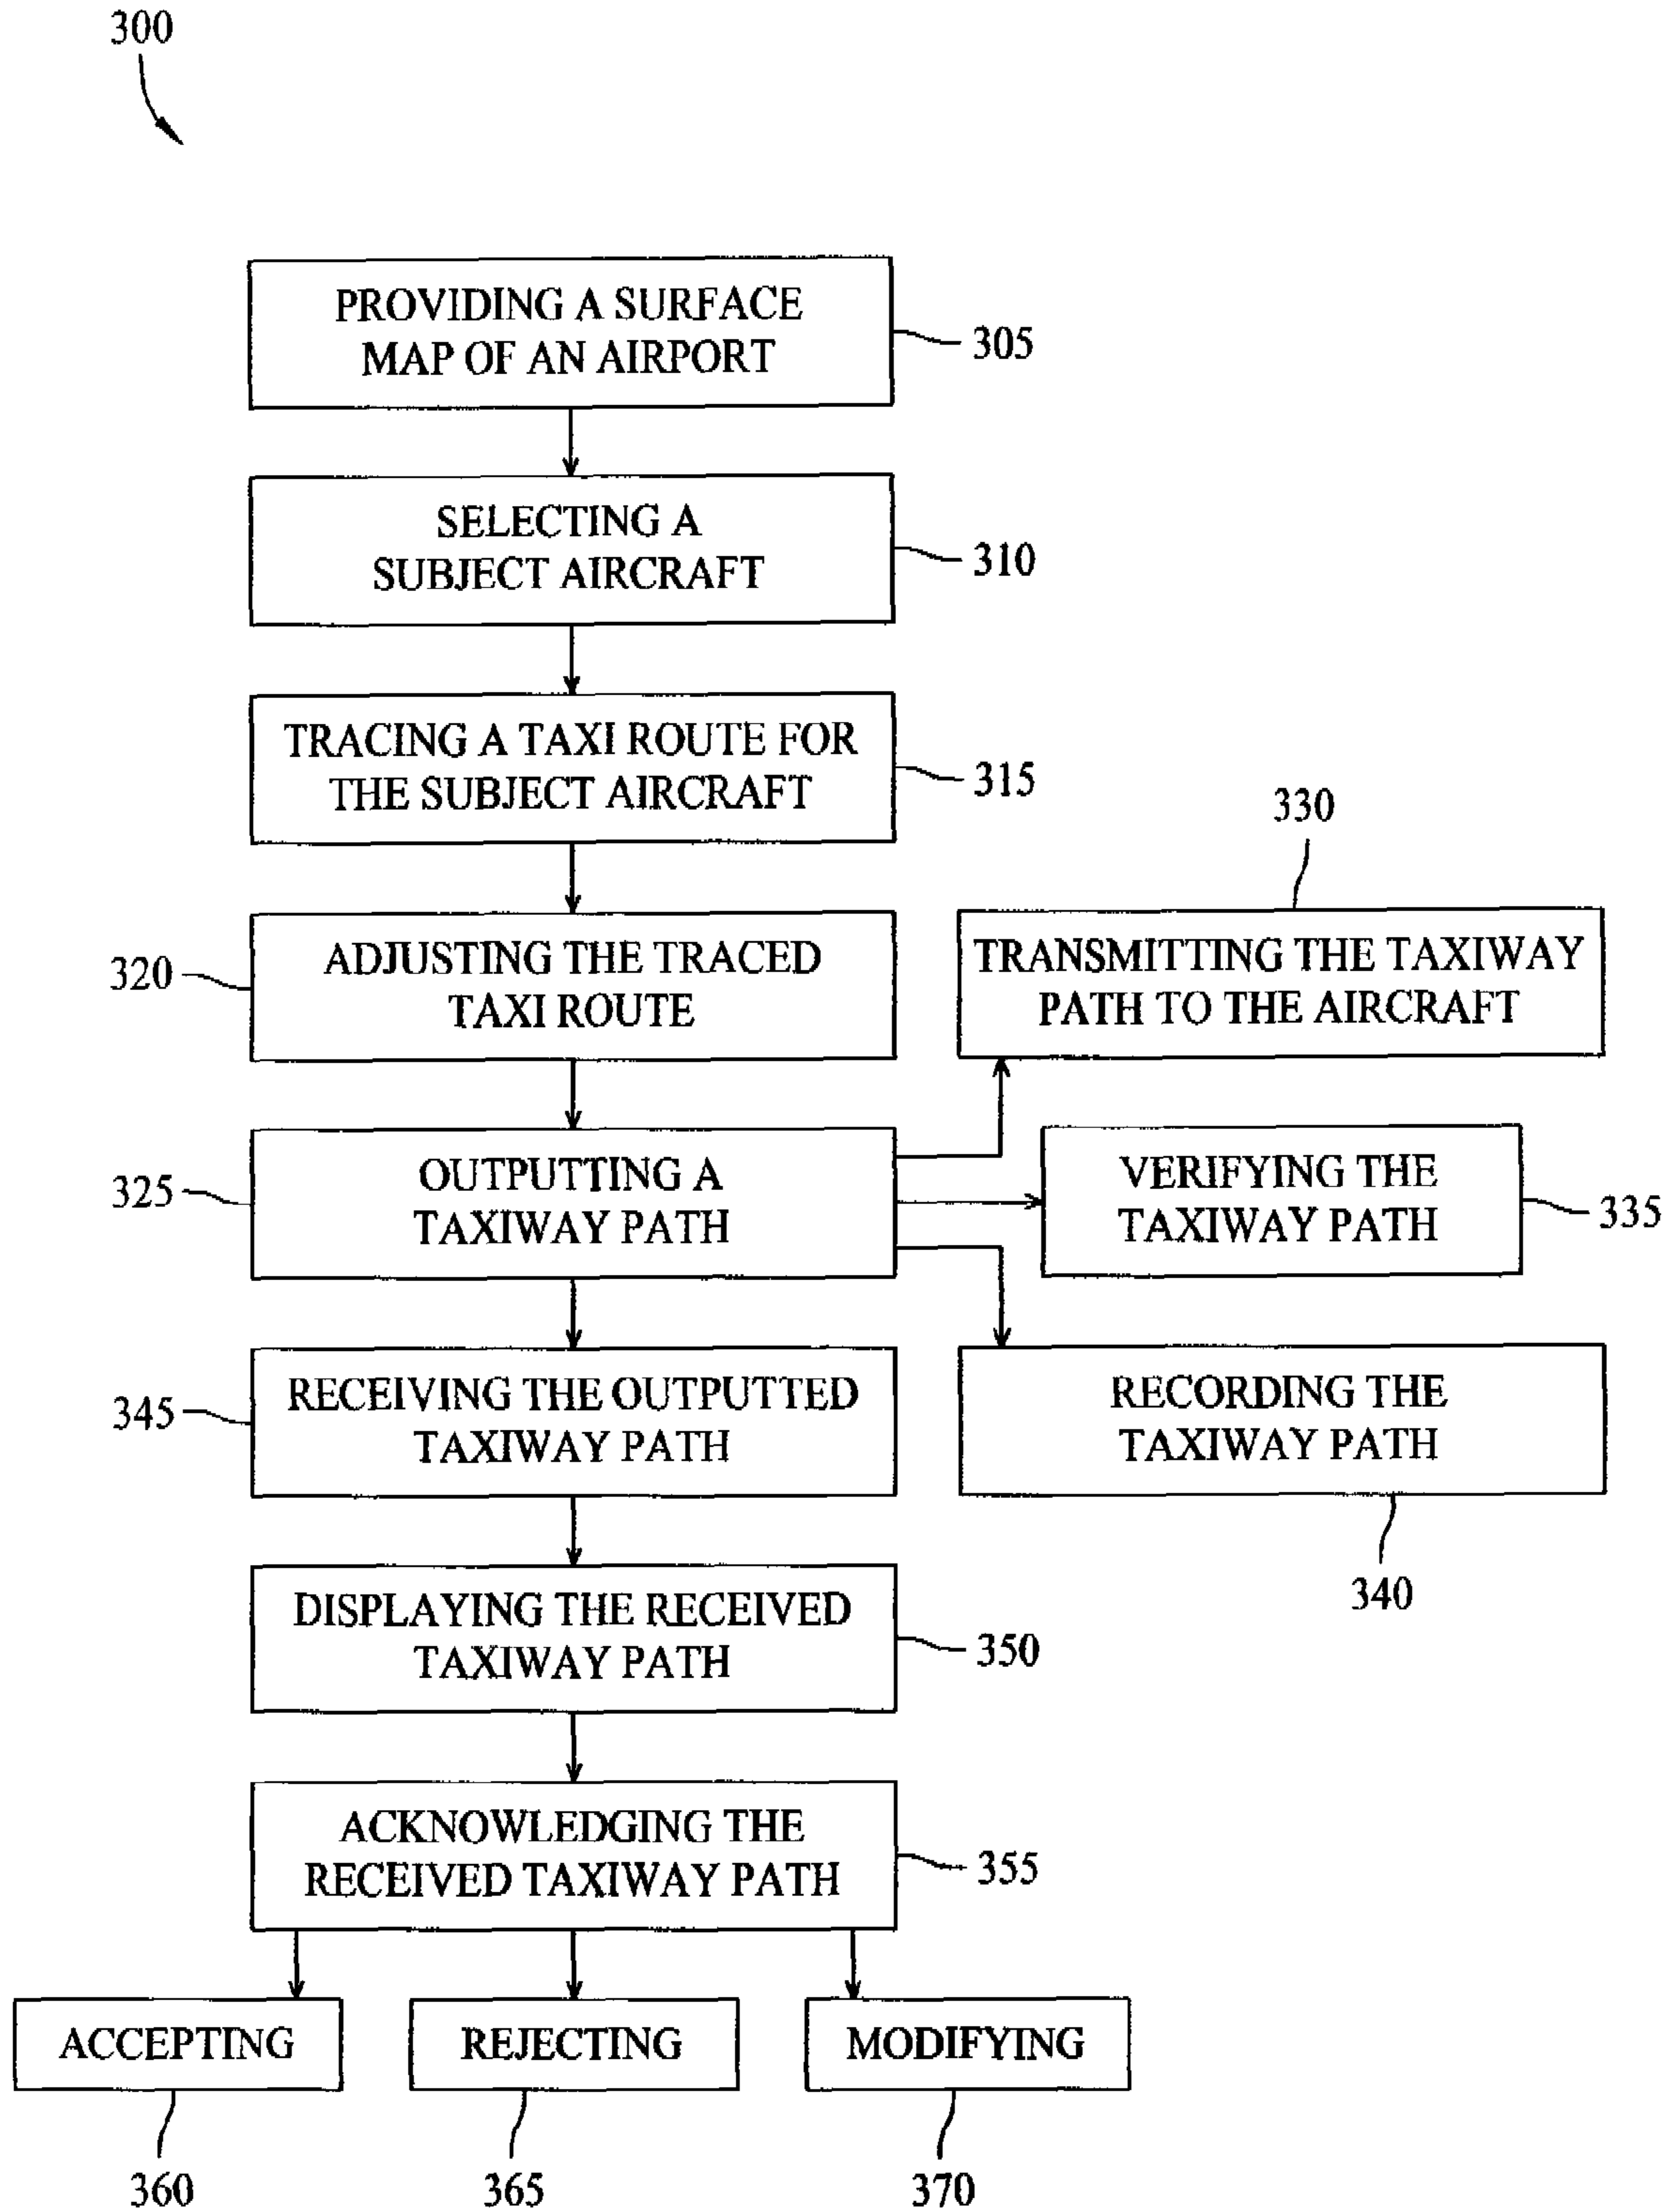 300
PROVIDING A SURFACE
MAP OF AN AIRPORT
305
SELECTING A
SUBJECT AIRCRAFT
310
TRACING A TAXI ROUTE FOR
THE SUBJECT AIRCRAFT
315
330
320
ADJUSTING THE TRACED
TAXI ROUTE
TRANSMITTING THE TAXIWAY
PATH TO THE AIRCRAFT
325
OUTPUTTING A
TAXIWAY PATH
VERIFYING THE
TAXIWAY PATH
335
345
RECEIVING THE OUTPUTTED
TAXIWAY PATH
RECORDING THE
TAXIWAY PATH
340
DISPLAYING THE RECEIVED
TAXIWAY PATH
350
ACKNOWLEDGING THE
RECEIVED TAXIWAY PATH
355
ACCEPTING
REJECTING
MODIFYING
360
365
370